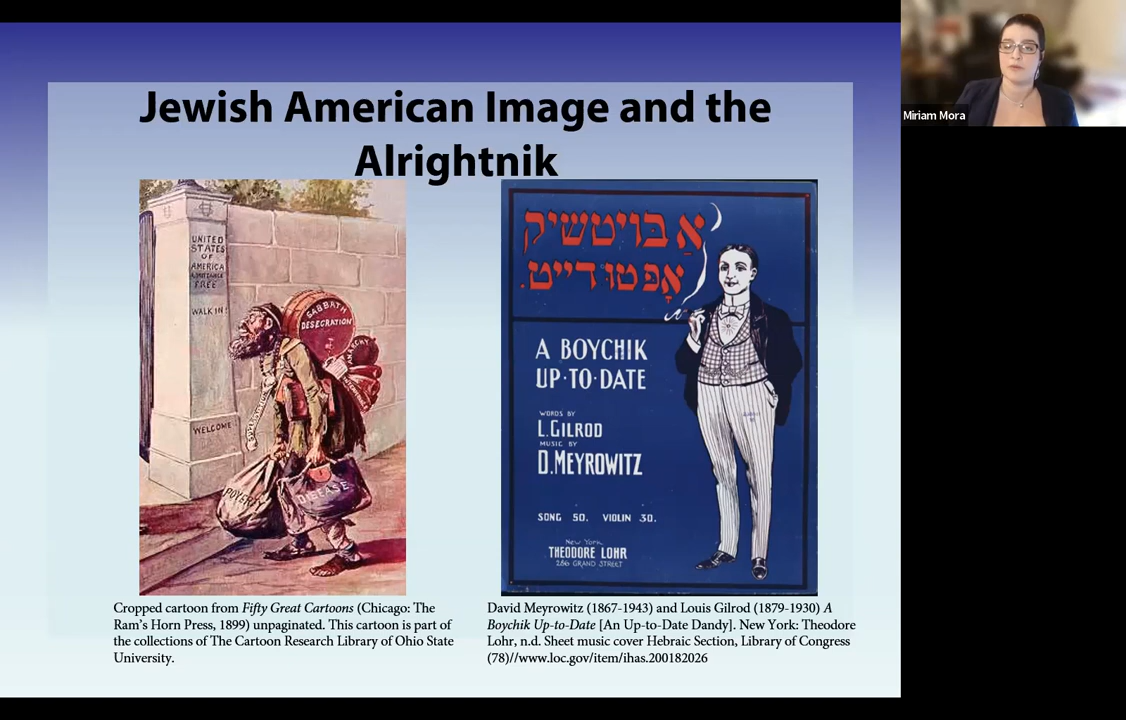 Jewish American Image and the
Alrightnik
UNITED
STATES
OF
AMERICA
ADMITTANCE
FREE
WALK IN!
WELCOME
SABBATH
DESECRATION
ANARCHY
POVERTY
DISEASE
אַ בויטשיק
אָפּ טו דייט.
A BOYCHIK
UP-TO-DATE
WORDS BY
L. GILROD
MUSIC BY
D. MEYROWITZ
SONG 50. VIOLIN 30.
New York
THEODORE LOHR
286 GRAND STREET
Cropped cartoon from Fifty Great Cartoons (Chicago: The
Ram's Horn Press, 1899) unpaginated. This cartoon is part of
the collections of The Cartoon Research Library of Ohio State
University.
David Meyrowitz (1867-1943) and Louis Gilrod (1879-1930) A
Boychik Up-to-Date [An Up-to-Date Dandy]. New York: Theodore
Lohr, n.d. Sheet music cover Hebraic Section, Library of Congress
(78)//www.loc.gov/item/ihas.200182026
Miriam Mora